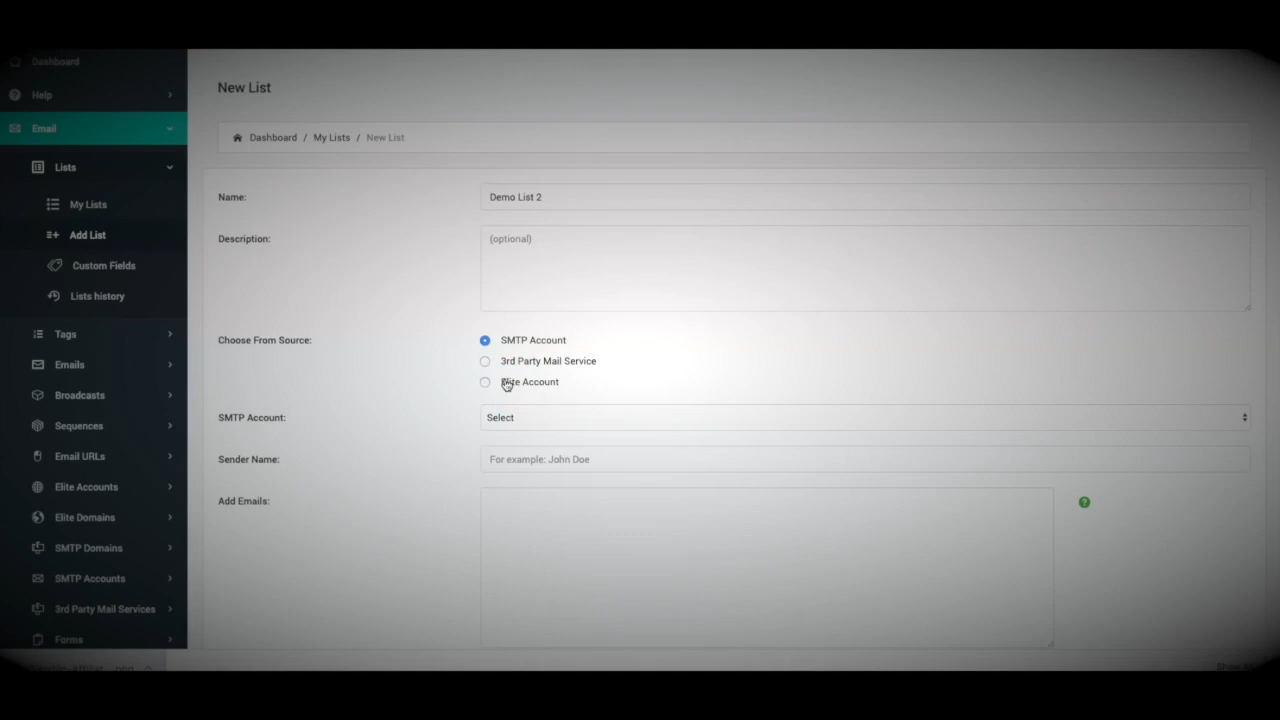 Dashboard
Help
Email
Lists
My Lists
Add List
Custom Fields
Lists history
Tags
Emails
Broadcasts
Sequences
Email URLs
Elite Accounts
Elite Domains
SMTP Domains
SMTP Accounts
3rd Party Mail Services
Forms
New List
Dashboard / My Lists / New List
Name: Demo List 2
Description: (optional)
Choose From Source: SMTP Account
3rd Party Mail Service
Elite Account
SMTP Account: Select
Sender Name: For example: John Doe
Add Emails: